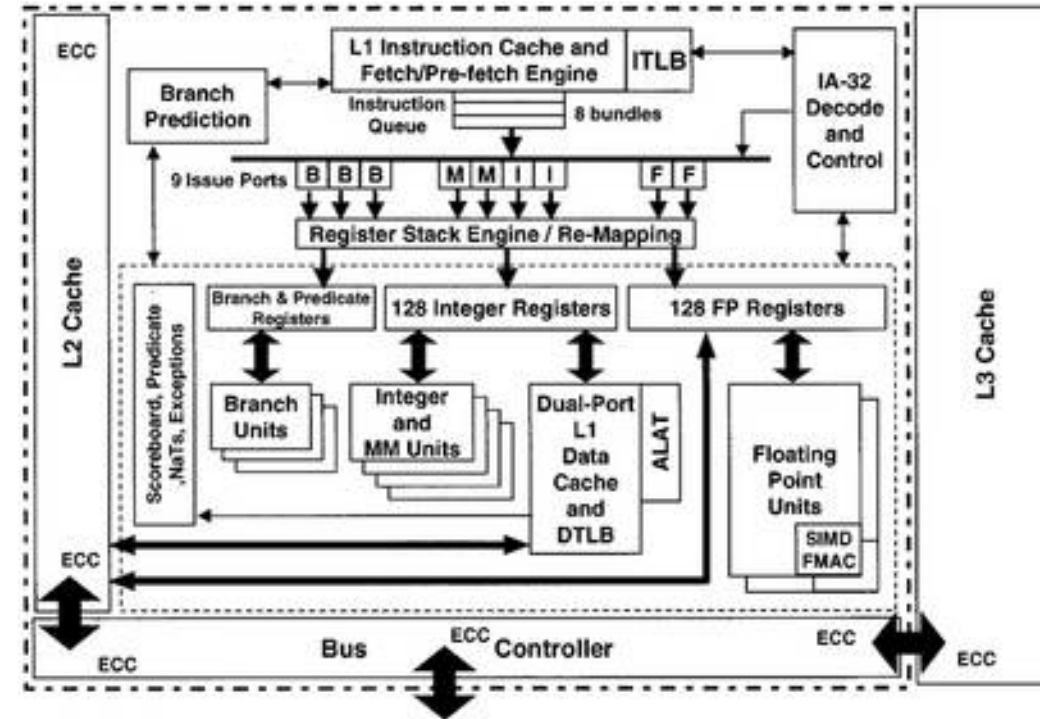 ECC
L1 Instruction Cache and
Fetch/Pre-fetch Engine
ITLB
IA-32
Decode
and
Control
Branch
Prediction
Instruction
Queue
8 bundles
9 Issue Ports
B B B M M I I F F
Register Stack Engine / Re-Mapping
L2 Cache
L3 Cache
Scoreboard, Predicate
,NaTs, Exceptions
Branch & Predicate
Registers
128 Integer Registers
128 FP Registers
Branch
Units
Integer
and
MM Units
Dual-Port
L1
Data
Cache
and
DTLB
ALAT
Floating
Point
Units
SIMD
FMAC
ECC
Bus Controller
ECC
ECC
ECC
ECC